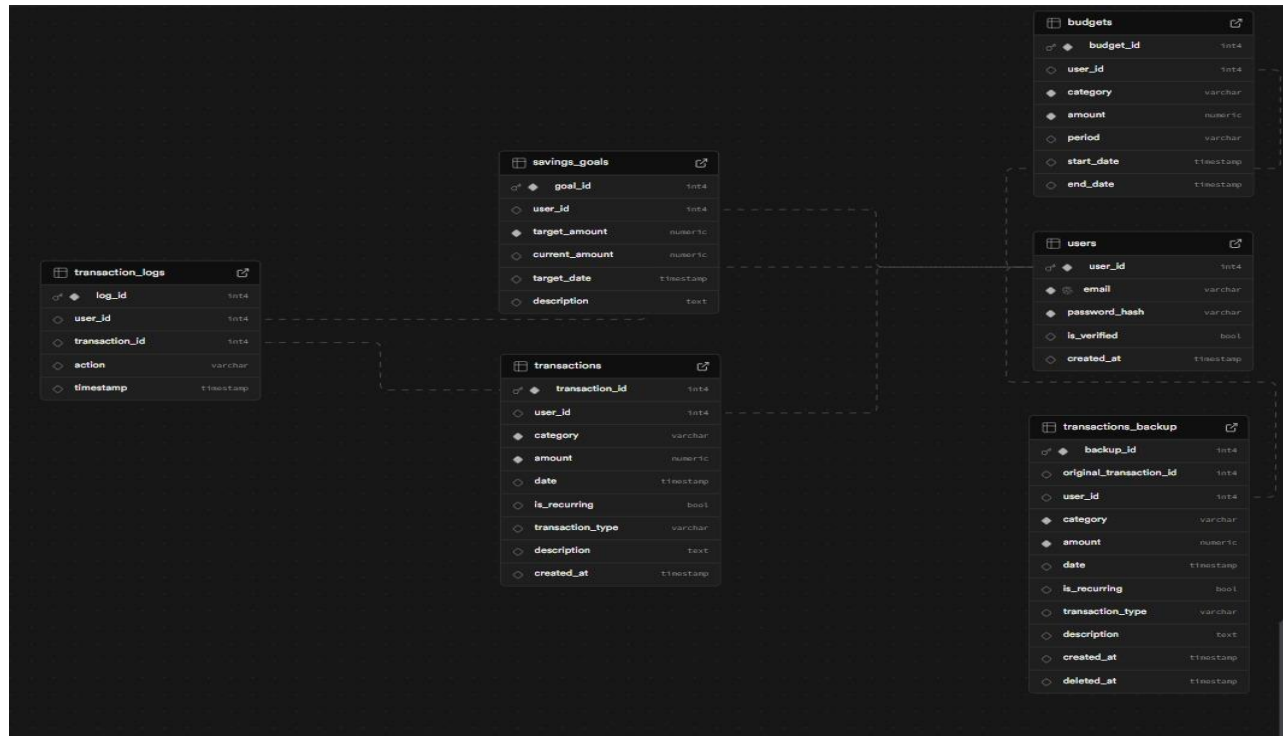 budgets
budget_id int4
user_id int4
category varchar
amount numeric
period varchar
start_date timestamp
end_date timestamp
savings_goals
goal_id int4
user_id int4
target_amount numeric
current_amount numeric
target_date timestamp
description text
users
user_id int4
email varchar
password_hash varchar
is_verified bool
created_at timestamp
transaction_logs
log_id int4
user_id int4
transaction_id int4
action varchar
timestamp timestamp
transactions
transaction_id int4
user_id int4
category varchar
amount numeric
date timestamp
is_recurring bool
transaction_type varchar
description text
created_at timestamp
transactions_backup
backup_id int4
original_transaction_id int4
user_id int4
category varchar
amount numeric
date timestamp
is_recurring bool
transaction_type varchar
description text
created_at timestamp
deleted_at timestamp